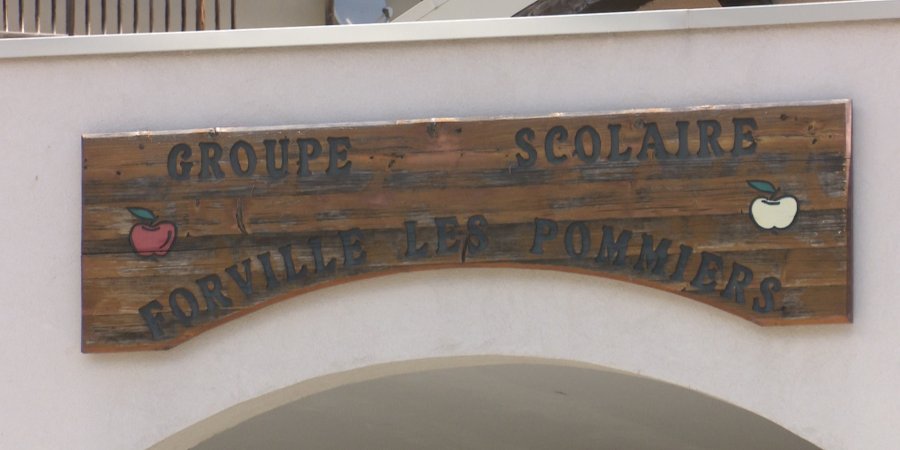 GROUPE SCOLAIRE
FORVILLE LES POMMIERS